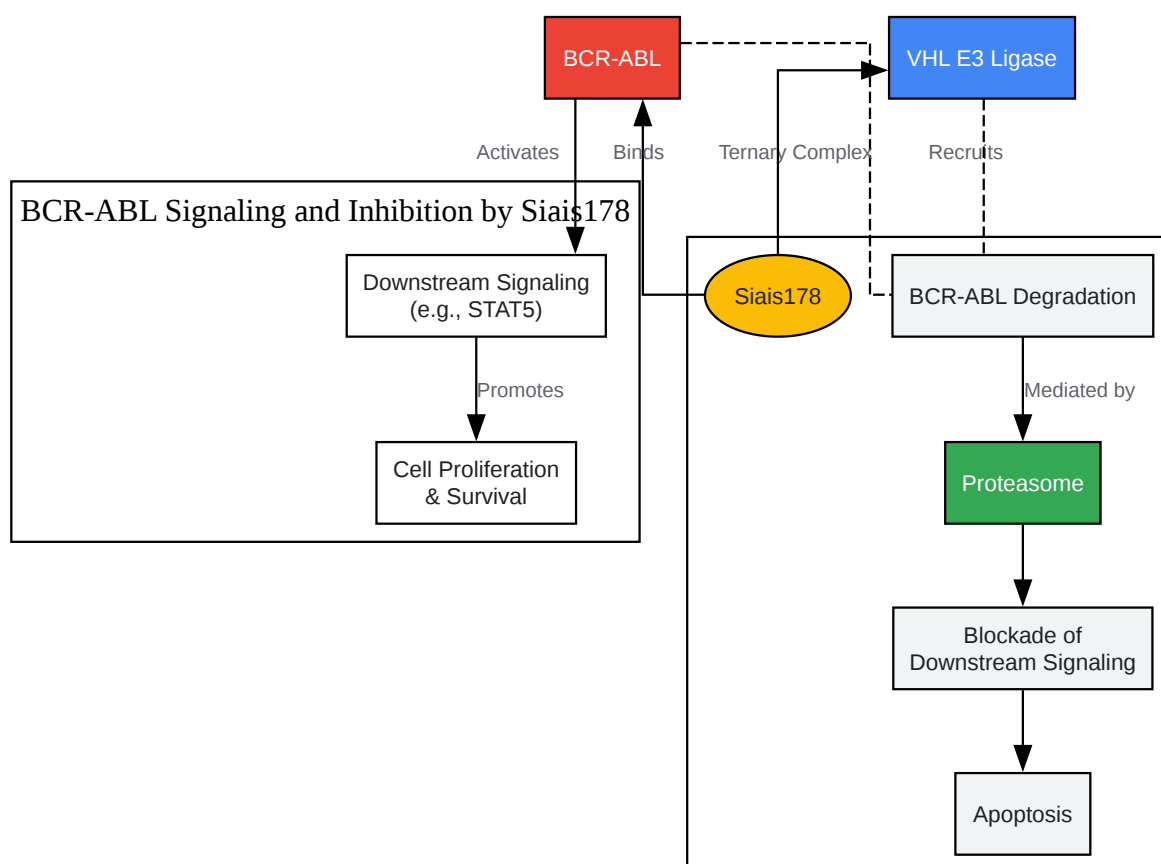 BCR-ABL
VHL E3 Ligase
Activates
Binds
Ternary Complex
Recruits
BCR-ABL Signaling and Inhibition by Siais178
Downstream Signaling
(e.g., STAT5)
Siais178
BCR-ABL Degradation
Promotes
Mediated by
Cell Proliferation
& Survival
Proteasome
Blockade of
Downstream Signaling
Apoptosis